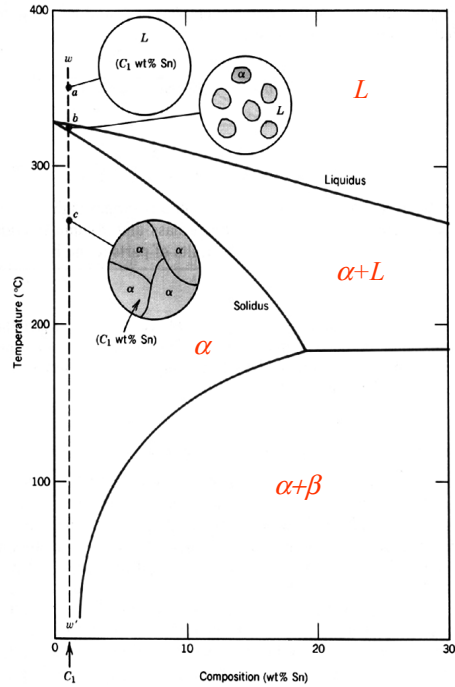 400
w
L
(C₁ wt% Sn)
a
α
L
L
b
300
Liquidus
c
α
α
α+L
α
α
Solidus
(C₁ wt% Sn)
200
α
Temperature (°C)
100
α+β
w′
0
10
20
30
C₁
Composition (wt% Sn)